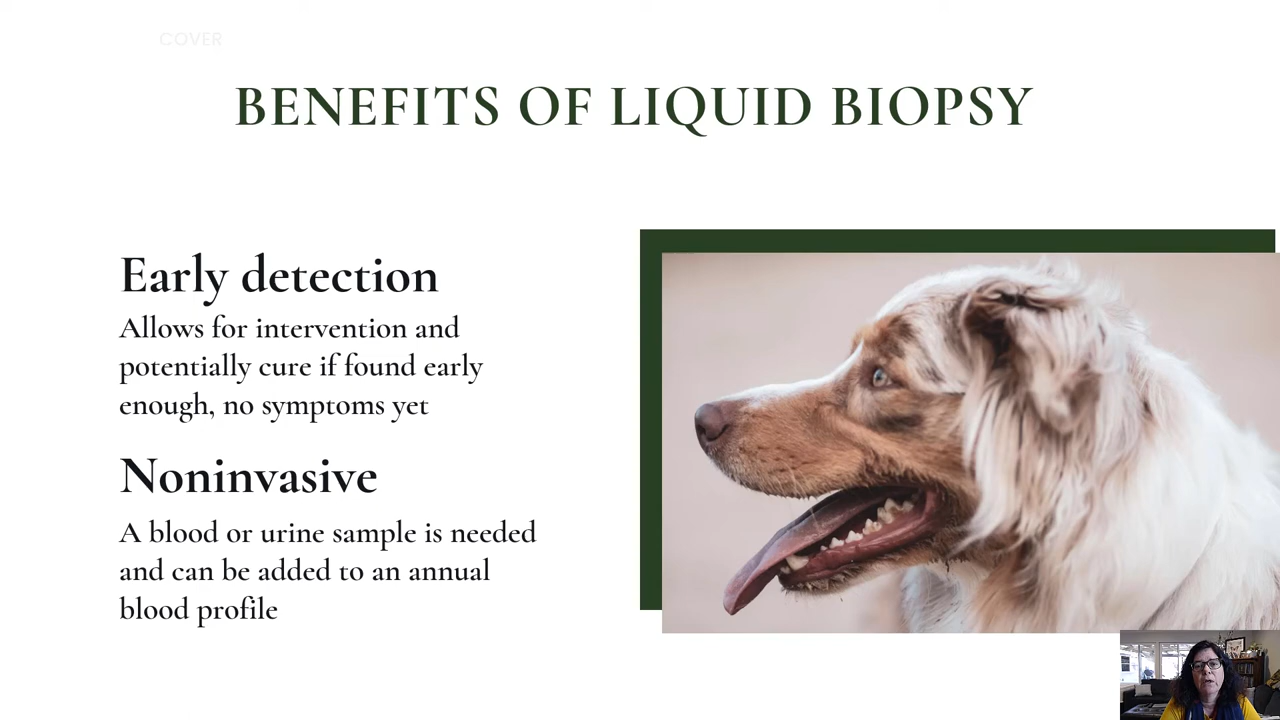 COVER
BENEFITS OF LIQUID BIOPSY
Early detection
Allows for intervention and
potentially cure if found early
enough, no symptoms yet
Noninvasive
A blood or urine sample is needed
and can be added to an annual
blood profile